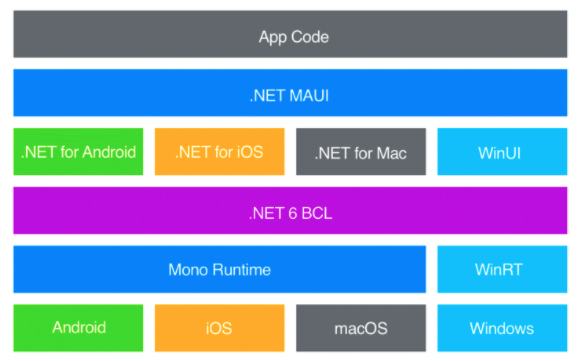 App Code
.NET MAUI
.NET for Android
.NET for iOS
.NET for Mac
WinUI
.NET 6 BCL
Mono Runtime
WinRT
Android
iOS
macOS
Windows